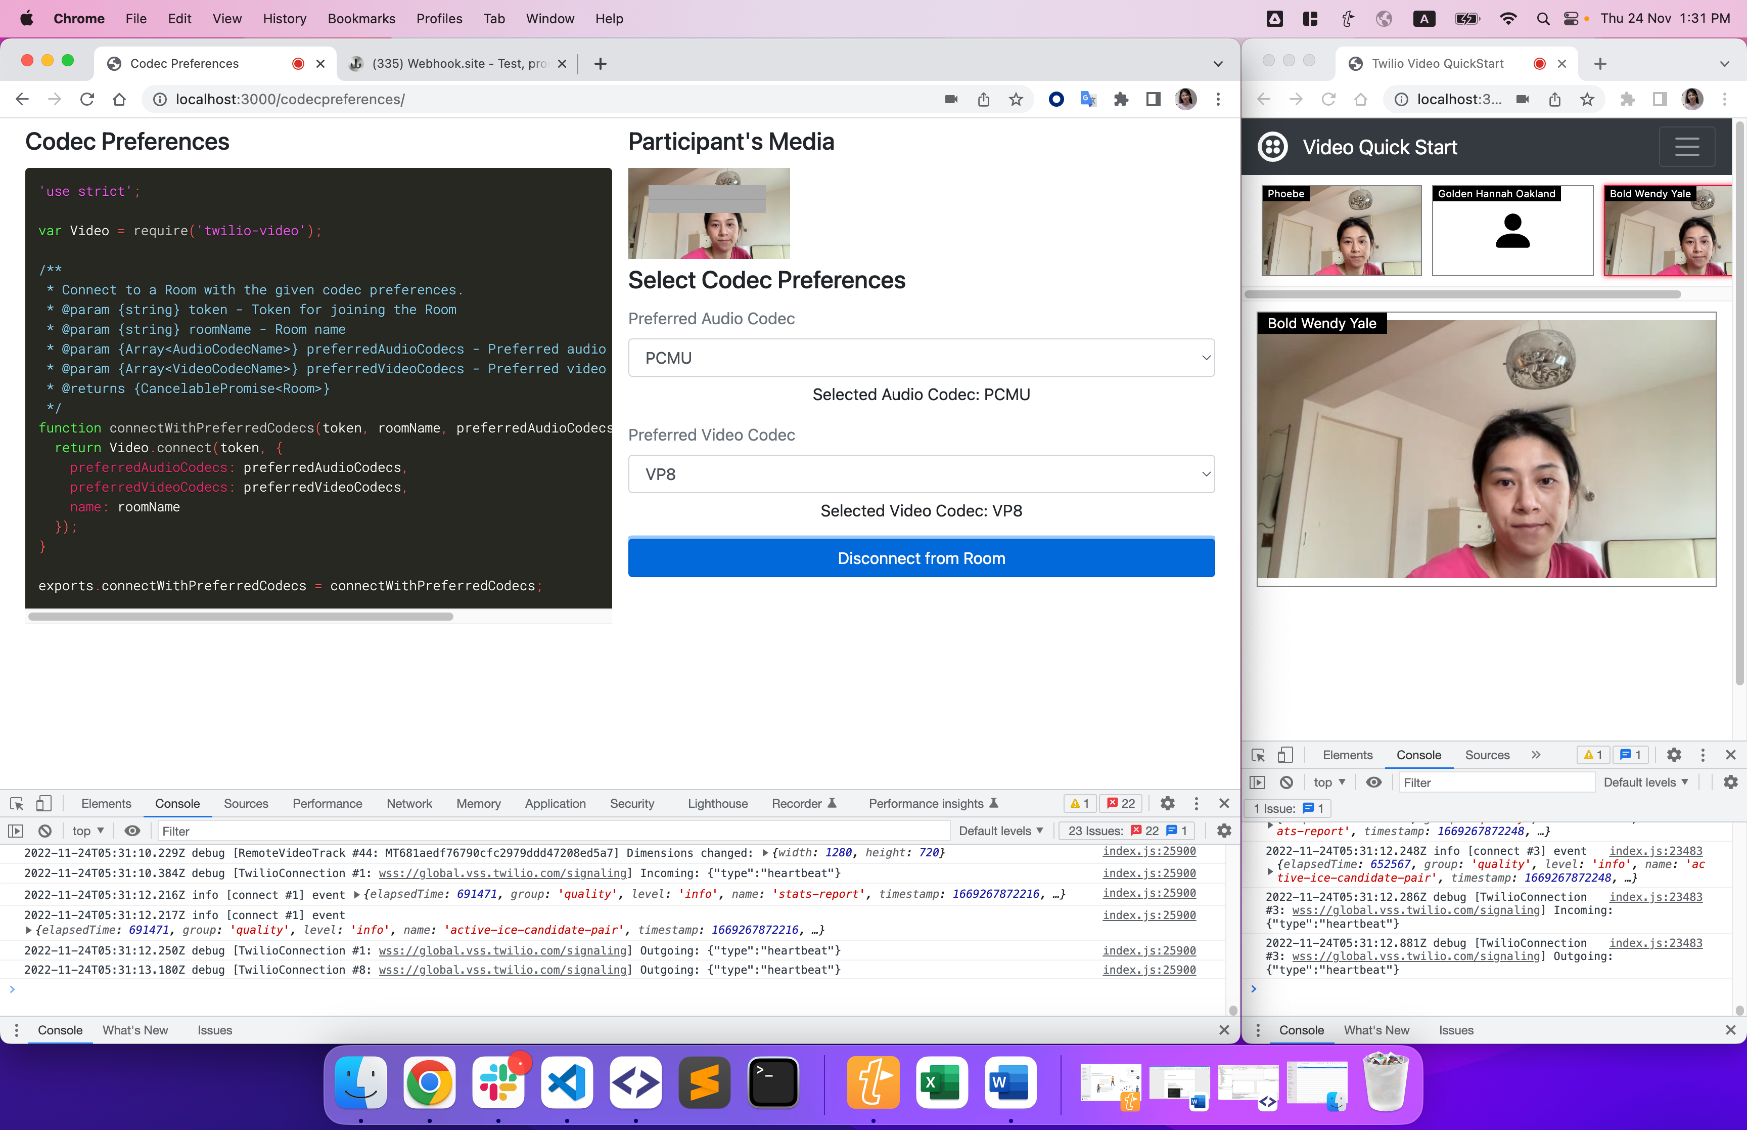 Chrome File Edit View History Bookmarks Profiles Tab Window Help
A
Thu 24 Nov 1:31 PM
Codec Preferences
(335) Webhook.site - Test, pro
localhost:3000/codecpreferences/
Codec Preferences
'use strict';
var Video = require('twilio-video');
/**
* Connect to a Room with the given codec preferences.
* @param {string} token - Token for joining the Room
* @param {string} roomName - Room name
* @param {Array<AudioCodecName>} preferredAudioCodecs - Preferred audio
* @param {Array<VideoCodecName>} preferredVideoCodecs - Preferred video
* @returns {CancelablePromise<Room>}
*/
function connectWithPreferredCodecs(token, roomName, preferredAudioCodecs
return Video.connect(token, {
preferredAudioCodecs: preferredAudioCodecs,
preferredVideoCodecs: preferredVideoCodecs,
name: roomName
});
}
exports.connectWithPreferredCodecs = connectWithPreferredCodecs;
Participant's Media
Select Codec Preferences
Preferred Audio Codec
PCMU
Selected Audio Codec: PCMU
Preferred Video Codec
VP8
Selected Video Codec: VP8
Disconnect from Room
Elements Console Sources Performance Network Memory Application Security Lighthouse Recorder Performance insights 1 22
top Filter Default levels 23 Issues: 22 1
2022-11-24T05:31:10.229Z debug [RemoteVideoTrack #44: MT681aedf76790cfc2979ddd47208ed5a7] Dimensions changed: {width: 1280, height: 720} index.js:25900
2022-11-24T05:31:10.384Z debug [TwilioConnection #1: wss://global.vss.twilio.com/signaling] Incoming: {"type":"heartbeat"} index.js:25900
2022-11-24T05:31:12.216Z info [connect #1] event {elapsedTime: 691471, group: 'quality', level: 'info', name: 'stats-report', timestamp: 1669267872216, …} index.js:25900
2022-11-24T05:31:12.217Z info [connect #1] event index.js:25900
{elapsedTime: 691471, group: 'quality', level: 'info', name: 'active-ice-candidate-pair', timestamp: 1669267872216, …}
2022-11-24T05:31:12.250Z debug [TwilioConnection #1: wss://global.vss.twilio.com/signaling] Outgoing: {"type":"heartbeat"} index.js:25900
2022-11-24T05:31:13.180Z debug [TwilioConnection #8: wss://global.vss.twilio.com/signaling] Outgoing: {"type":"heartbeat"} index.js:25900
Console What's New Issues
Twilio Video QuickStart
localhost:3...
Video Quick Start
Phoebe
Golden Hannah Oakland
Bold Wendy Yale
Bold Wendy Yale
Elements Console Sources 1 1
top Filter Default levels
1 Issue: 1
ats-report', timestamp: 1669267872248, …}
2022-11-24T05:31:12.248Z info [connect #3] event index.js:23483
{elapsedTime: 652567, group: 'quality', level: 'info', name: 'ac
tive-ice-candidate-pair', timestamp: 1669267872248, …}
2022-11-24T05:31:12.286Z debug [TwilioConnection index.js:23483
#3: wss://global.vss.twilio.com/signaling] Incoming:
{"type":"heartbeat"}
2022-11-24T05:31:12.881Z debug [TwilioConnection index.js:23483
#3: wss://global.vss.twilio.com/signaling] Outgoing:
{"type":"heartbeat"}
Console What's New Issues